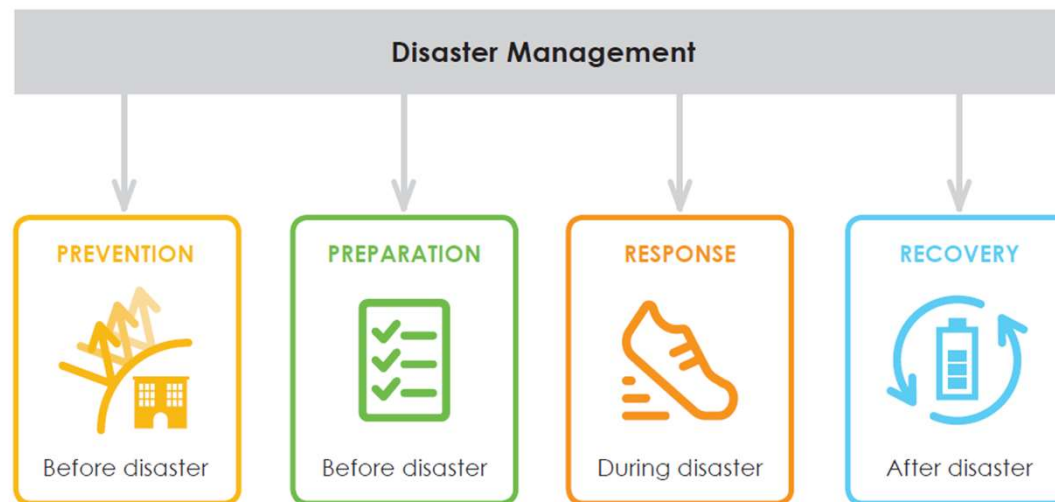 Disaster Management
PREVENTION
Before disaster
PREPARATION
Before disaster
RESPONSE
During disaster
RECOVERY
After disaster